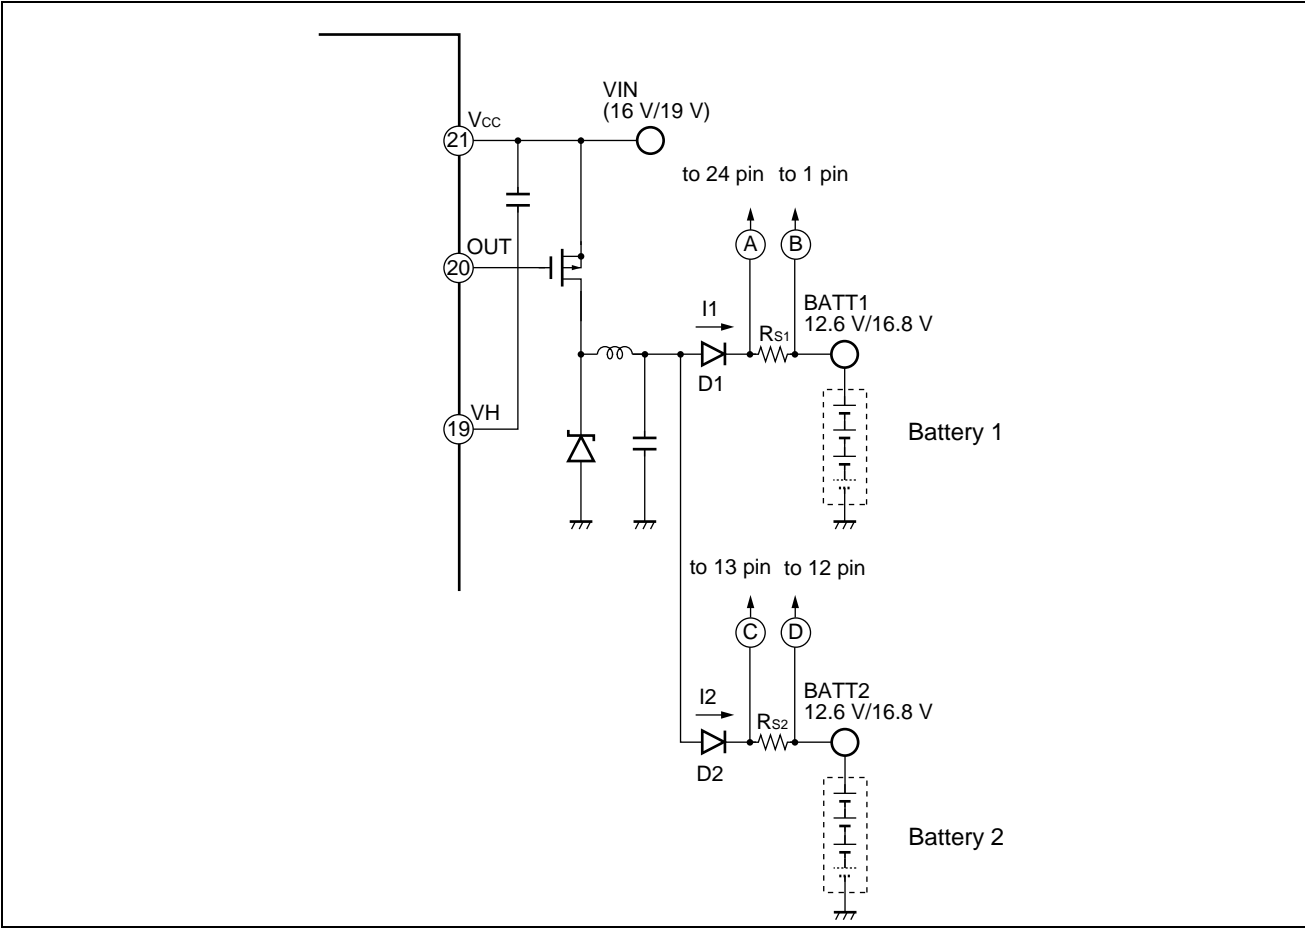 VIN
(16 V/19 V)
VCC
21
to 24 pin to 1 pin
A B
OUT
20
I1
BATT1
12.6 V/16.8 V
RS1
D1
VH
19
Battery 1
to 13 pin to 12 pin
C D
I2
BATT2
12.6 V/16.8 V
RS2
D2
Battery 2